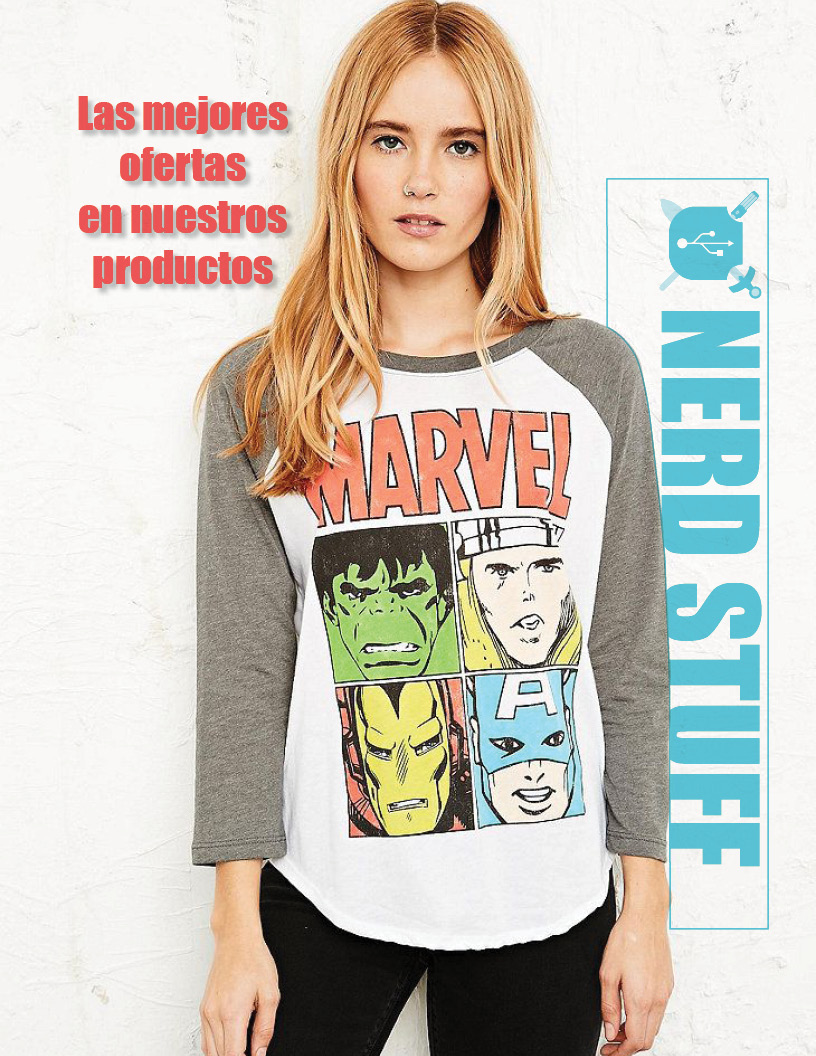 Las mejores
ofertas
en nuestros
productos
NERD STUFF
MARVEL
A